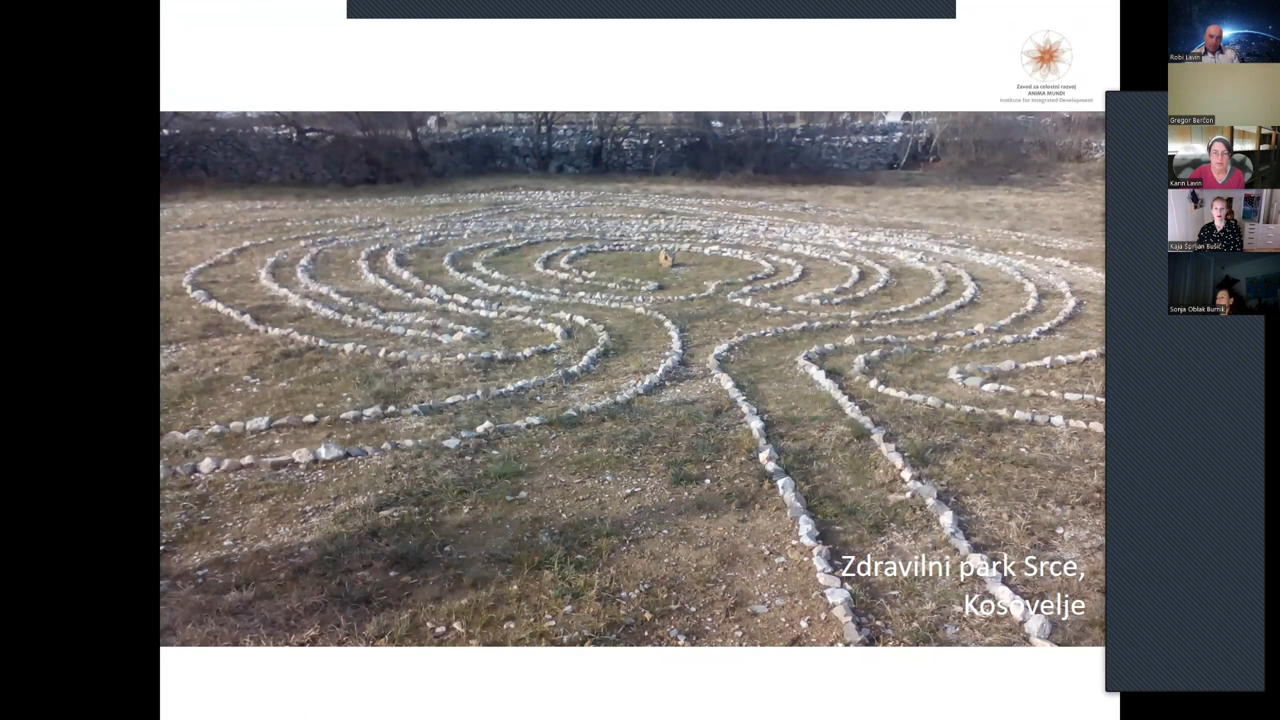 Zavod za celostni razvoj
ANIMA MUNDI
Institute for Integrated Development
Zdravilni park Srce,
Kosovelje
Robi Lavin
Gregor Berčon
Karin Lavin
Kaja Širijan Bušić
Sonja Oblak Burnik